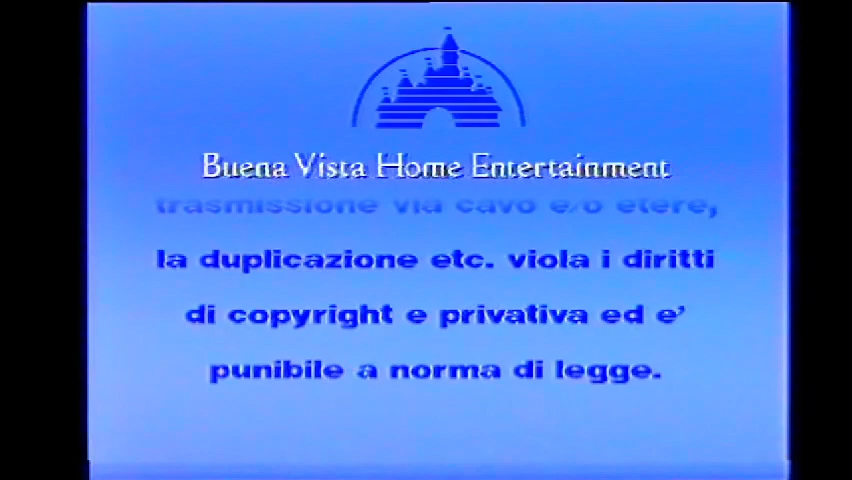 Buena Vista Home Entertainment
trasmissione via cavo e/o etere,
la duplicazione etc. viola i diritti
di copyright e privativa ed e'
punibile a norma di legge.